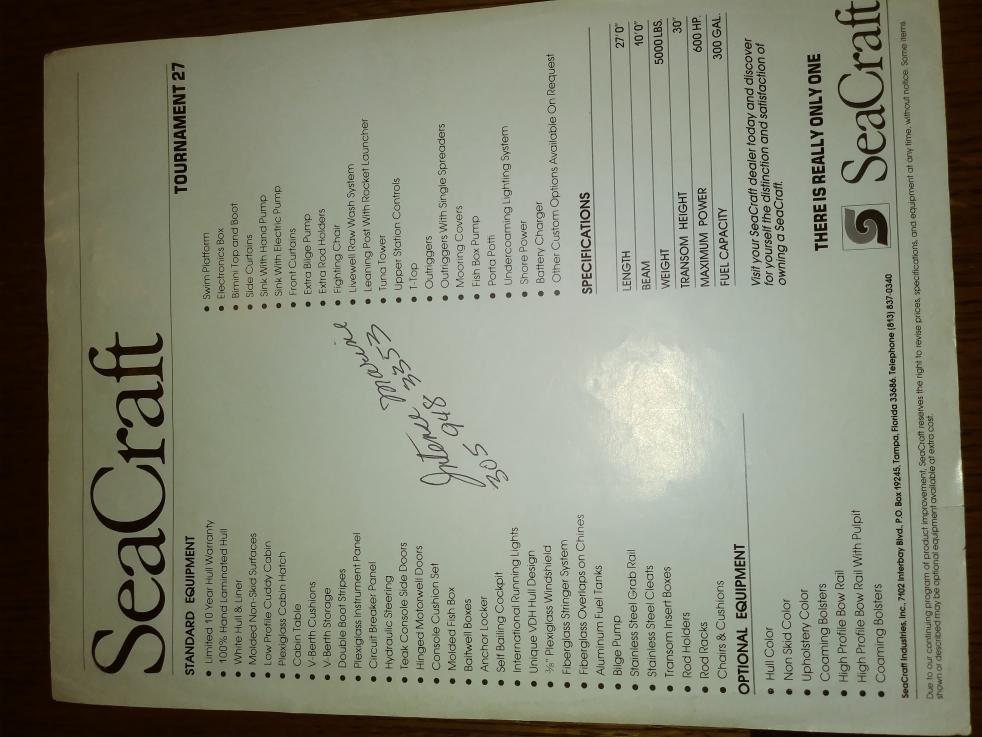 SeaCraft
TOURNAMENT 27
STANDARD EQUIPMENT
• Limited 10 Year Hull Warranty
• 100% Hand Laminated Hull
• White Hull & Liner
• Molded Non-Skid Surfaces
• Low Profile Cuddy Cabin
• Plexiglass Cabin Hatch
• Cabin Table
• V-Berth Cushions
• V-Berth Storage
• Double Boot Stripes
• Plexiglass Instrument Panel
• Circuit Breaker Panel
• Hydraulic Steering
• Teak Console Side Doors
• Hinged Motorwell Doors
• Console Cushion Set
• Molded Fish Box
• Baitwell Boxes
• Anchor Locker
• Self Bailing Cockpit
• International Running Lights
• Unique VDH Hull Design
• ⅜" Plexiglass Windshield
• Fiberglass Stringer System
• Fiberglass Overlaps on Chines
• Aluminum Fuel Tanks
• Bilge Pump
• Stainless Steel Grab Rail
• Stainless Steel Cleats
• Transom Insert Boxes
• Rod Holders
• Rod Racks
• Chairs & Cushions
OPTIONAL EQUIPMENT
• Hull Color
• Non Skid Color
• Upholstery Color
• Coaming Bolsters
• High Profile Bow Rail
• High Profile Bow Rail With Pulpit
• Coaming Bolsters
Marine
305 948 3353
• Swim Platform
• Electronics Box
• Bimini Top and Boot
• Side Curtains
• Sink With Hand Pump
• Sink With Electric Pump
• Front Curtains
• Extra Bilge Pump
• Extra Rod Holders
• Fighting Chair
• Livewell Raw Wash System
• Leaning Post With Rocket Launcher
• Tuna Tower
• Upper Station Controls
• T-Top
• Outriggers
• Outriggers With Single Spreaders
• Mooring Covers
• Fish Box Pump
• Porta Potti
• Undercoaming Lighting System
• Shore Power
• Battery Charger
• Other Custom Options Available On Request
SPECIFICATIONS
LENGTH 27'0"
BEAM 10'0"
WEIGHT 5000 LBS.
TRANSOM HEIGHT 30"
MAXIMUM POWER 600 HP.
FUEL CAPACITY 300 GAL.
Visit your SeaCraft dealer today and discover
for yourself the distinction and satisfaction of
owning a SeaCraft.
THERE IS REALLY ONLY ONE
SeaCraft
SeaCraft Industries, Inc., 7102 Interbay Blvd., P.O. Box 19245, Tampa, Florida 33686, Telephone (813) 837-0340
Due to our continuing program of product improvement, SeaCraft reserves the right to revise prices, specifications, and equipment at any time, without notice. Some items
shown or described may be optional equipment available at extra cost.